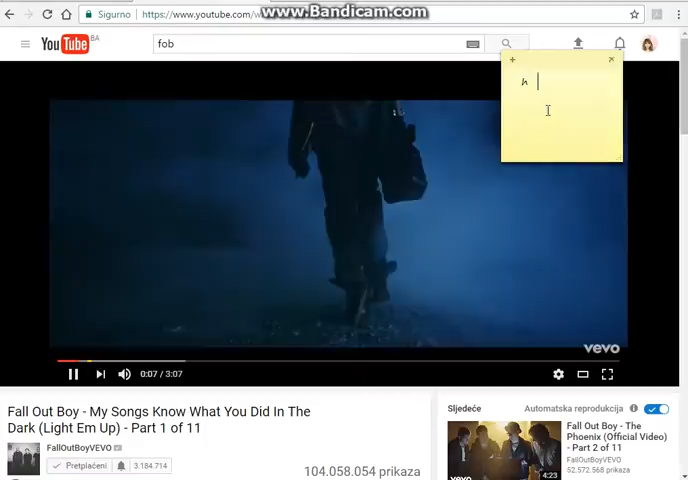 www.Bandicam.com
Sigurno
https://www.youtube.com/w
YouTube BA
fob
+
h
vevo
0:07 / 3:07
Fall Out Boy - My Songs Know What You Did In The
Dark (Light Em Up) - Part 1 of 11
FallOutBoyVEVO
Pretplaćeni
3.184.714
104.058.054 prikaza
Sljedeće
Automatska reprodukcija
Fall Out Boy - The
Phoenix (Official Video)
- Part 2 of 11
FallOutBoyVEVO
52.572.568 prikaza
4:23